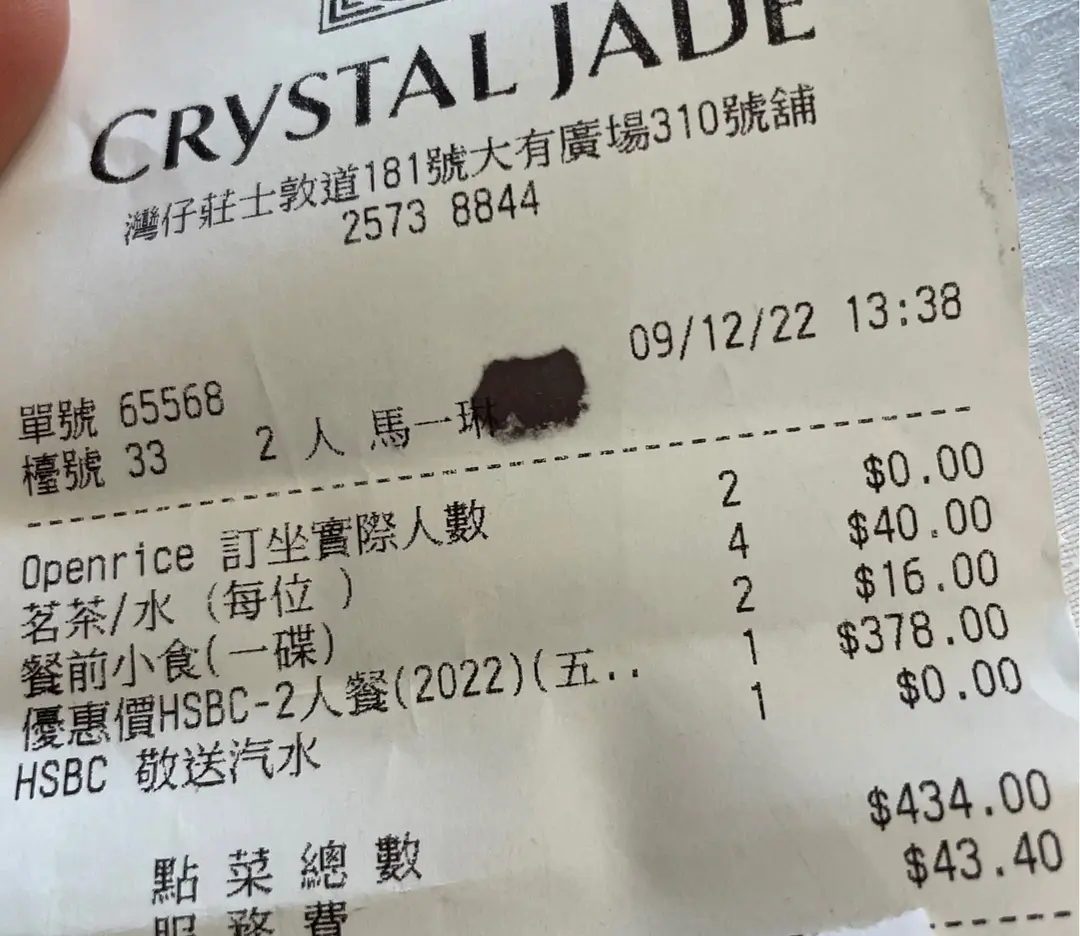 CRYSTAL JADE
灣仔莊士敦道181號大有廣場310號舖
2573 8844
09/12/22 13:38
單號 65568
檯號 33 2 人 馬一琳
Openrice 訂坐實際人數 2 $0.00
茗茶/水 (每位 ) 4 $40.00
餐前小食(一碟) 2 $16.00
優惠價HSBC-2人餐(2022)(五.. 1 $378.00
HSBC 敬送汽水 1 $0.00
點菜總數 $434.00
服務費 $43.40